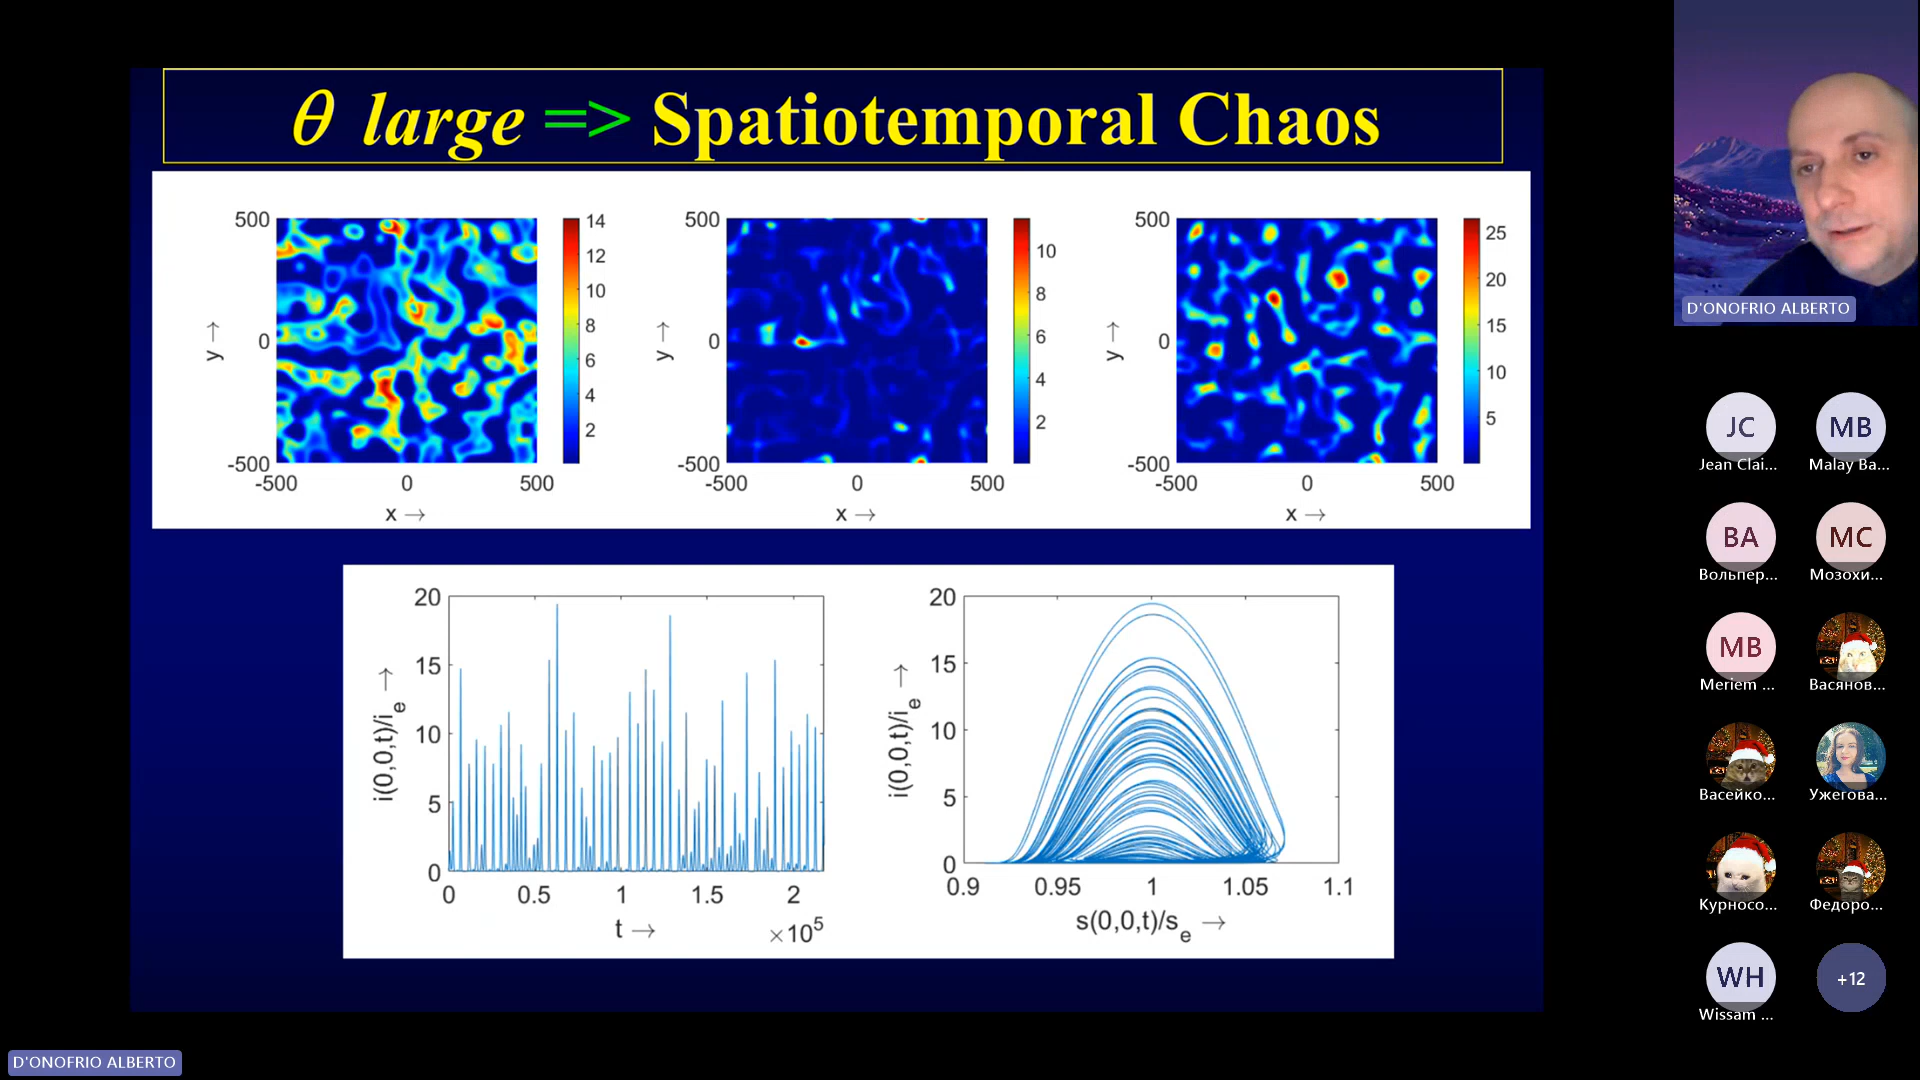 θ large => Spatiotemporal Chaos
500
0
-500
-500 0 500
y →
x →
14
12
10
8
6
4
2
500
0
-500
-500 0 500
y →
x →
10
8
6
4
2
500
0
-500
-500 0 500
y →
x →
25
20
15
10
5
20
15
10
5
0
0 0.5 1 1.5 2
i(0,0,t)/i_e →
t →
×10^5
20
15
10
5
0
0.9 0.95 1 1.05 1.1
i(0,0,t)/i_e →
s(0,0,t)/s_e →
D'ONOFRIO ALBERTO
JC
Jean Clai...
MB
Malay Ba...
BA
Вольпер...
MC
Мозохи...
MB
Meriem ...
Васянов...
Васейко...
Ужегова...
Курносо...
Федоро...
WH
Wissam ...
+12
D'ONOFRIO ALBERTO